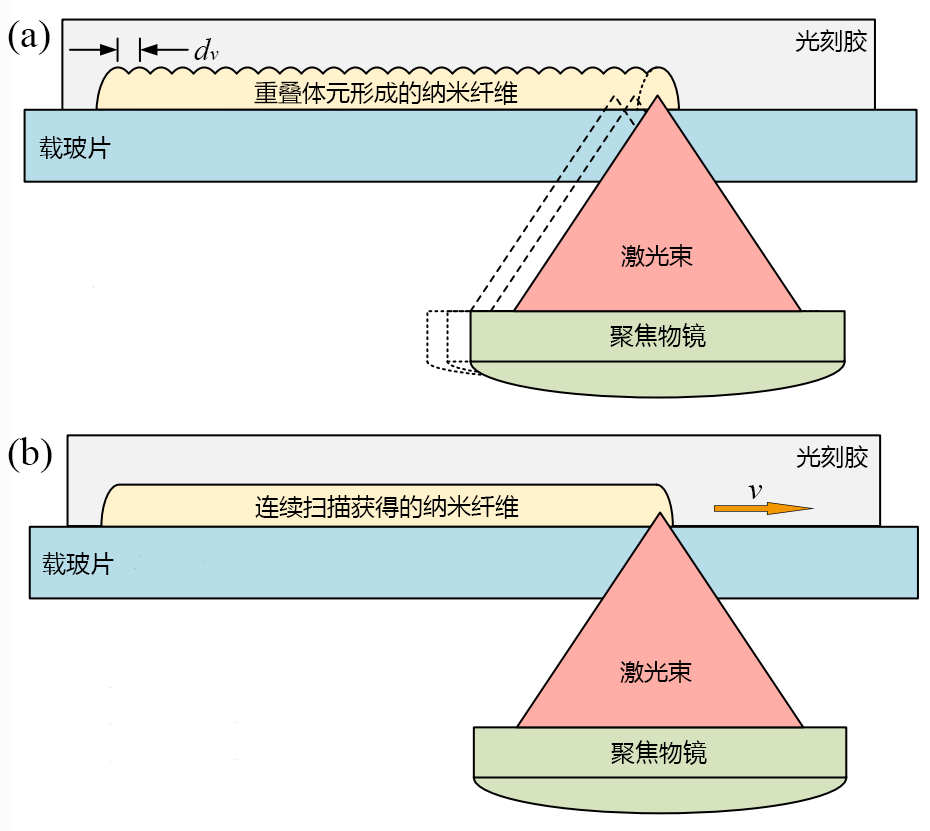 (a)
光刻胶
dv
重叠体元形成的纳米纤维
载玻片
激光束
聚焦物镜
(b)
光刻胶
v
连续扫描获得的纳米纤维
载玻片
激光束
聚焦物镜